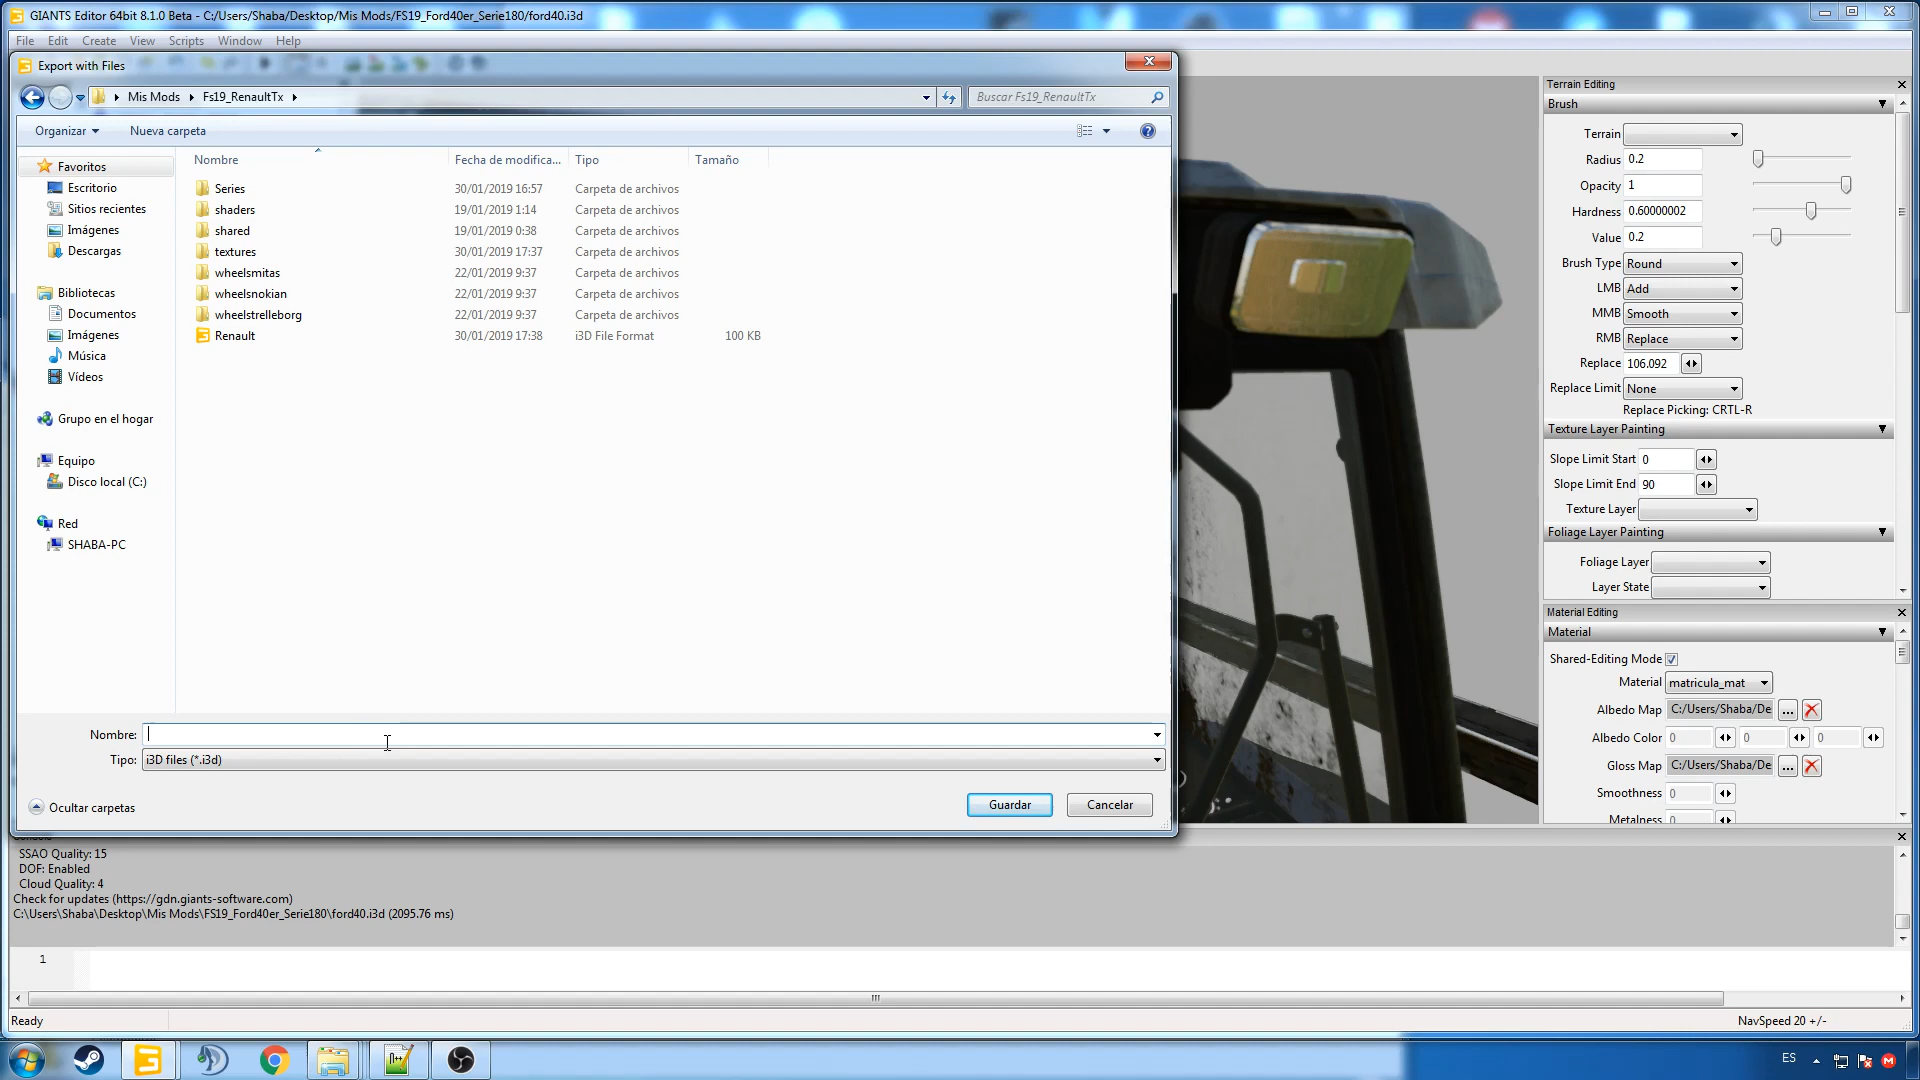 GIANTS Editor 64bit 8.1.0 Beta - C:/Users/Shaba/Desktop/Mis Mods/FS19_Ford40er_Serie180/ford40.i3d
File Edit Create View Scripts Window Help
Export with Files
Mis Mods Fs19_RenaultTx
Buscar Fs19_RenaultTx
Organizar Nueva carpeta
Nombre Fecha de modifica... Tipo Tamaño
Favoritos
Escritorio
Sitios recientes
Imágenes
Descargas
Bibliotecas
Documentos
Imágenes
Música
Vídeos
Grupo en el hogar
Equipo
Disco local (C:)
Red
SHABA-PC
Series 30/01/2019 16:57 Carpeta de archivos
shaders 19/01/2019 1:14 Carpeta de archivos
shared 19/01/2019 0:38 Carpeta de archivos
textures 30/01/2019 17:37 Carpeta de archivos
wheelsmitas 22/01/2019 9:37 Carpeta de archivos
wheelsnokian 22/01/2019 9:37 Carpeta de archivos
wheelstrelleborg 22/01/2019 9:37 Carpeta de archivos
Renault 30/01/2019 17:38 i3D File Format 100 KB
Nombre:
Tipo: i3D files (*.i3d)
Ocultar carpetas
Guardar Cancelar
Terrain Editing
Brush
Terrain
Radius 0.2
Opacity 1
Hardness 0.60000002
Value 0.2
Brush Type Round
LMB Add
MMB Smooth
RMB Replace
Replace 106.092
Replace Limit None
Replace Picking: CRTL-R
Texture Layer Painting
Slope Limit Start 0
Slope Limit End 90
Texture Layer
Foliage Layer Painting
Foliage Layer
Layer State
Material Editing
Material
Shared-Editing Mode
Material matricula_mat
Albedo Map C:/Users/Shaba/De ...
Albedo Color 0 0 0
Gloss Map C:/Users/Shaba/De ...
Smoothness 0
Metalness 0
SSAO Quality: 15
DOF: Enabled
Cloud Quality: 4
Check for updates (https://gdn.giants-software.com)
C:\Users\Shaba\Desktop\Mis Mods\FS19_Ford40er_Serie180\ford40.i3d (2095.76 ms)
1
Ready
NavSpeed 20 +/-
ES